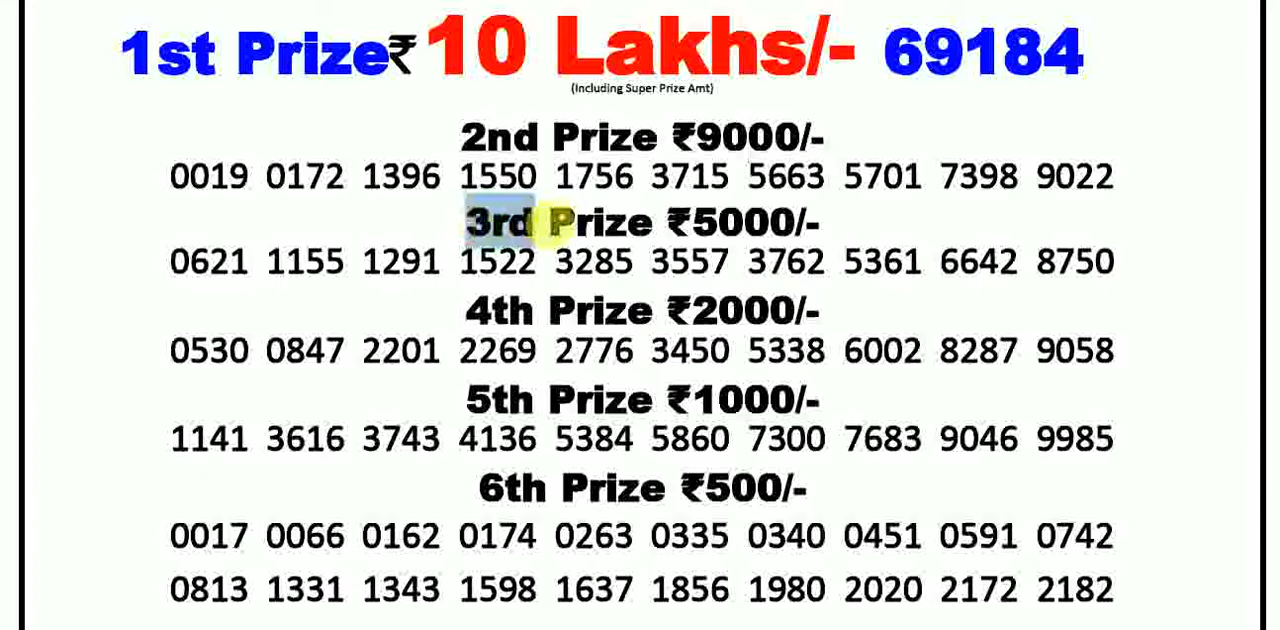 1st Prize₹ 10 Lakhs/- 69184
(Including Super Prize Amt)
2nd Prize ₹9000/-
0019 0172 1396 1550 1756 3715 5663 5701 7398 9022
3rd Prize ₹5000/-
0621 1155 1291 1522 3285 3557 3762 5361 6642 8750
4th Prize ₹2000/-
0530 0847 2201 2269 2776 3450 5338 6002 8287 9058
5th Prize ₹1000/-
1141 3616 3743 4136 5384 5860 7300 7683 9046 9985
6th Prize ₹500/-
0017 0066 0162 0174 0263 0335 0340 0451 0591 0742
0813 1331 1343 1598 1637 1856 1980 2020 2172 2182